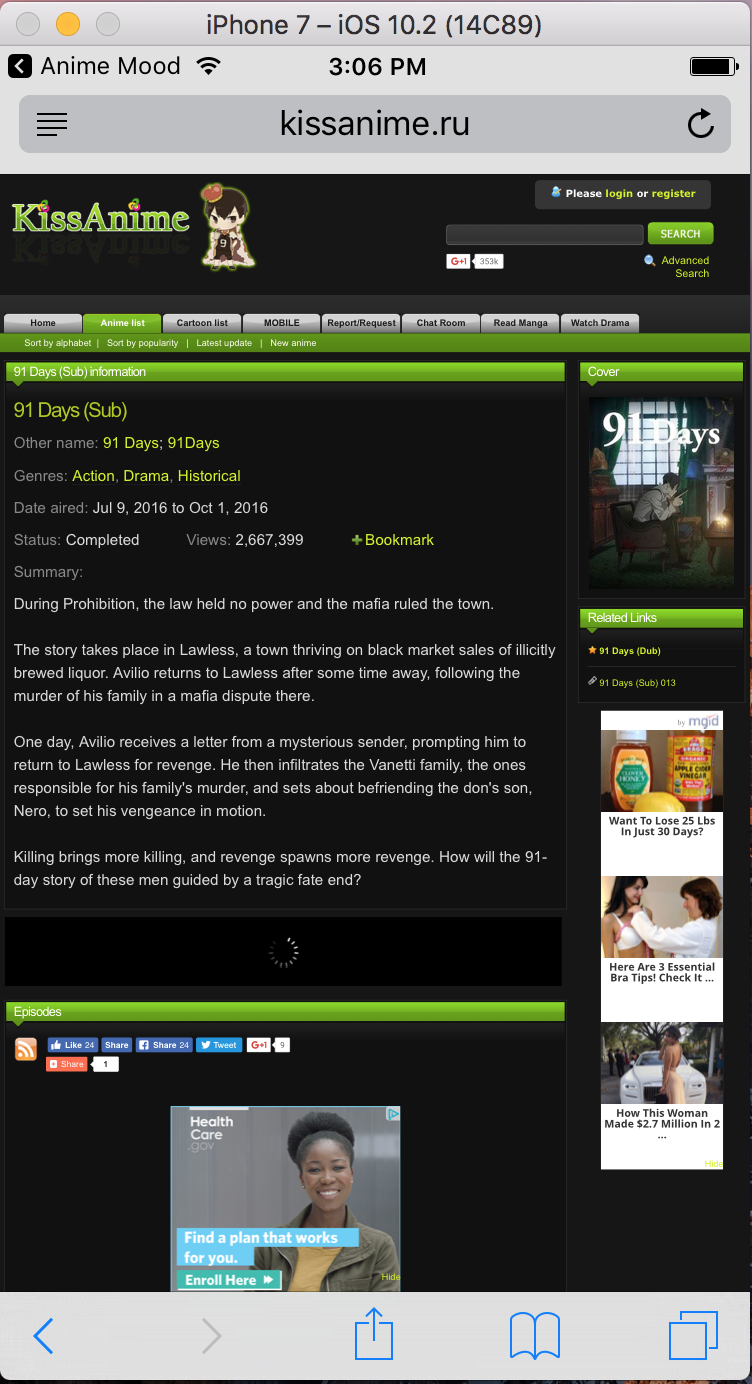 iPhone 7 – iOS 10.2 (14C89)
Anime Mood
3:06 PM
kissanime.ru
KissAnime
Please login or register
SEARCH
G+1 353k
Advanced
Search
Home
Anime list
Cartoon list
MOBILE
Report/Request
Chat Room
Read Manga
Watch Drama
Sort by alphabet | Sort by popularity | Latest update | New anime
91 Days (Sub) information
91 Days (Sub)
Other name: 91 Days; 91Days
Genres: Action, Drama, Historical
Date aired: Jul 9, 2016 to Oct 1, 2016
Status: Completed Views: 2,667,399 Bookmark
Summary:
During Prohibition, the law held no power and the mafia ruled the town.
The story takes place in Lawless, a town thriving on black market sales of illicitly
brewed liquor. Avilio returns to Lawless after some time away, following the
murder of his family in a mafia dispute there.
One day, Avilio receives a letter from a mysterious sender, prompting him to
return to Lawless for revenge. He then infiltrates the Vanetti family, the ones
responsible for his family's murder, and sets about befriending the don's son,
Nero, to set his vengeance in motion.
Killing brings more killing, and revenge spawns more revenge. How will the 91-
day story of these men guided by a tragic fate end?
Cover
91 Days
Related Links
91 Days (Dub)
91 Days (Sub) 013
by mgid
CLOVER
HONEY
BRAGG
ORGANIC
APPLE CIDER
VINEGAR
Want To Lose 25 Lbs
In Just 30 Days?
Here Are 3 Essential
Bra Tips! Check It ...
How This Woman
Made $2.7 Million In 2
...
Hide
Episodes
Like 24 Share Share 24 Tweet G+1 9
Share 1
Health
Care
.gov
Find a plan that works
for you.
Enroll Here
Hide